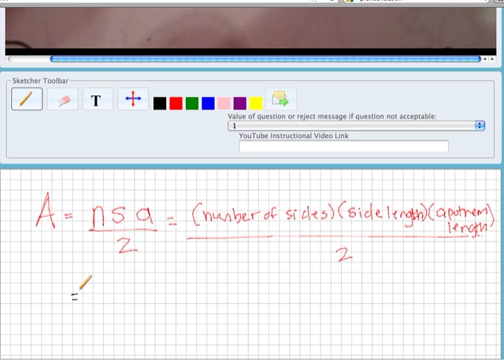 Sketcher Toolbar
T
Value of question or reject message if question not acceptable:
1
YouTube Instructional Video Link
A = nsa / 2 = (number of sides)(side length)(apothem length) / 2
=